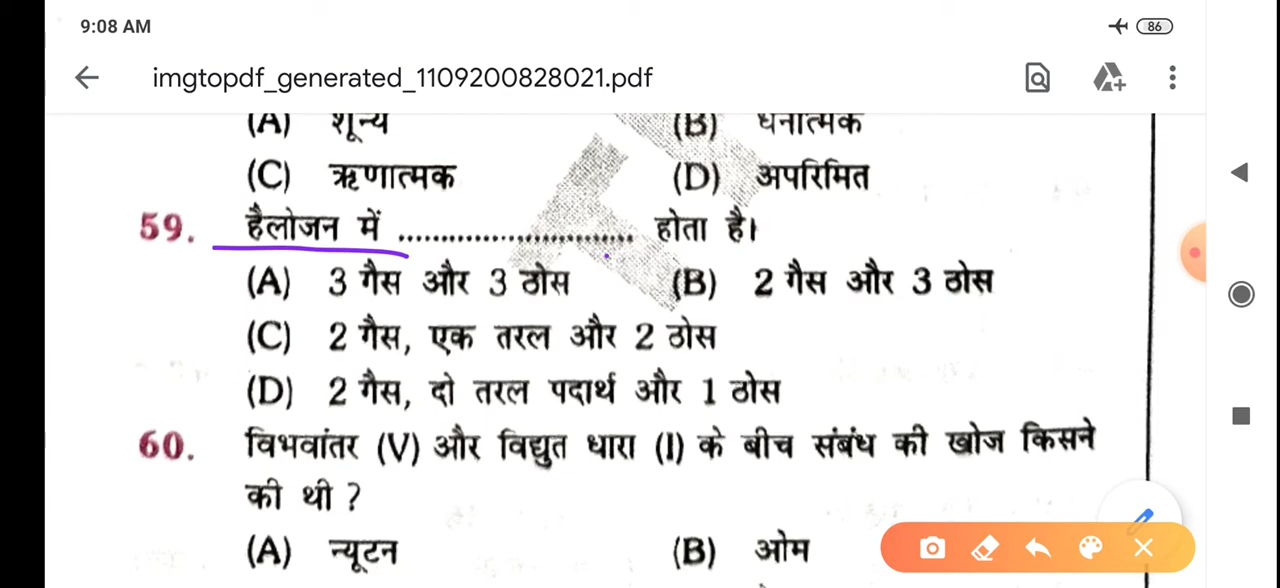 9:08 AM
86
imgtopdf_generated_1109200828021.pdf
(A) शून्य (B) धनात्मक
(C) ऋणात्मक (D) अपरिमित
59. हैलोजन में .............................. होता है।
(A) 3 गैस और 3 ठोस (B) 2 गैस और 3 ठोस
(C) 2 गैस, एक तरल और 2 ठोस
(D) 2 गैस, दो तरल पदार्थ और 1 ठोस
60. विभवांतर (V) और विद्युत धारा (I) के बीच संबंध की खोज किसने
की थी ?
(A) न्यूटन (B) ओम